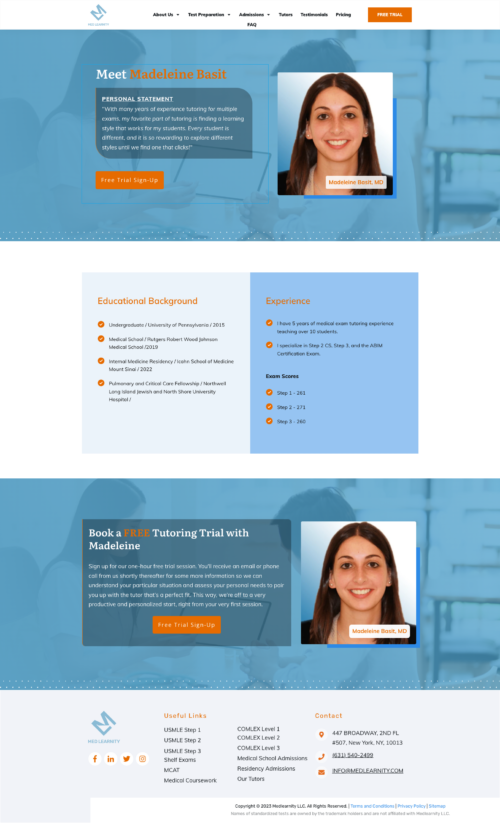 About Us
Test Preparation
Admissions
Tutors
Testimonials
Pricing
FREE TRIAL
FAQ
MEDLEARNITY
Meet Madeleine Basit
PERSONAL STATEMENT
"With many years of experience tutoring for multiple
exams, my favorite part of tutoring is finding a learning
style that works for my students. Every student is
different, and it is so rewarding to explore different
styles until we find one that clicks!"
Free Trial Sign-Up
Madeleine Basit, MD
Educational Background
Undergraduate / University of Pennsylvania / 2015
Medical School / Rutgers Robert Wood Johnson
Medical School /2019
Internal Medicine Residency / Icahn School of Medicine
Mount Sinai / 2022
Pulmonary and Critical Care Fellowship / Northwell
Long Island Jewish and North Shore University
Hospital /
Experience
I have 5 years of medical exam tutoring experience
teaching over 10 students.
I specialize in Step 2 CS, Step 3, and the ABIM
Certification Exam.
Exam Scores
Step 1 - 261
Step 2 - 271
Step 3 - 260
Book a FREE Tutoring Trial with
Madeleine
Sign up for our one-hour free trial session. You'll receive an email or phone
call from us shortly thereafter for some more information so we can
understand your particular situation and assess your personal needs to pair
you up with the tutor that's a perfect fit. This way, we're off to a very
productive and personalized start, right from your very first session.
Free Trial Sign-Up
Madeleine Basit, MD
MEDLEARNITY
Useful Links
USMLE Step 1
USMLE Step 2
USMLE Step 3
Shelf Exams
MCAT
Medical Coursework
COMLEX Level 1
COMLEX Level 2
COMLEX Level 3
Medical School Admissions
Residency Admissions
Our Tutors
Contact
447 BROADWAY, 2ND FL
#507, New York, NY, 10013
(631) 540-2499
INFO@MEDLEARNITY.COM
Copyright © 2023 Medlearnity LLC. All Rights Reserved. | Terms and Conditions | Privacy Policy | Sitemap
Names of standardized tests are owned by the trademark holders and are not affiliated with Medlearnity LLC.